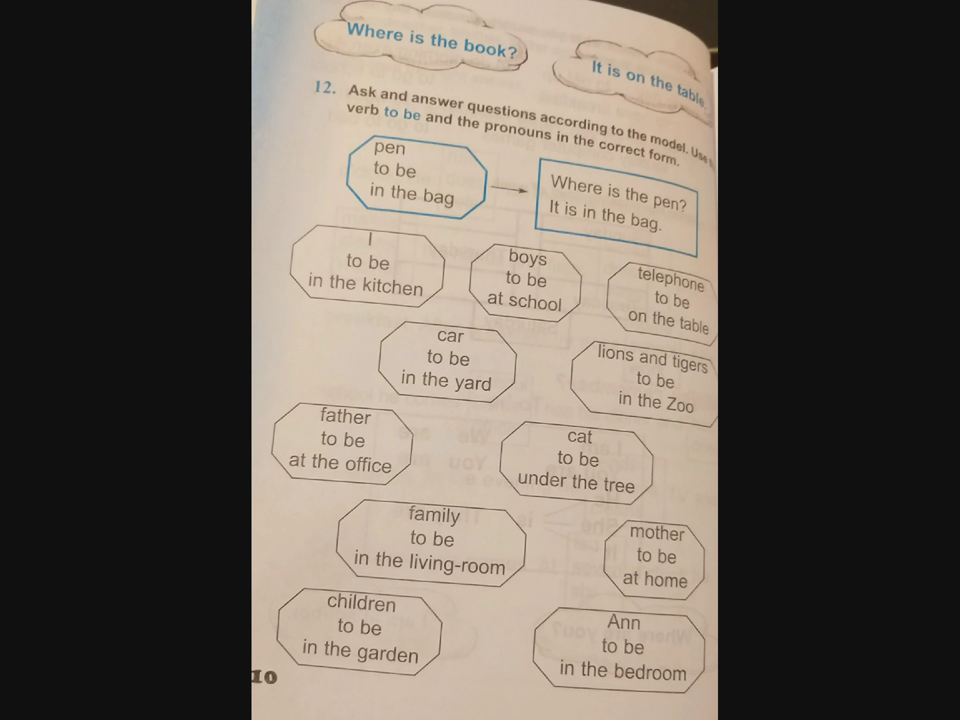 Where is the book?
It is on the table.
12. Ask and answer questions according to the model. Use
verb to be and the pronouns in the correct form.
pen
to be
in the bag
Where is the pen?
It is in the bag.
I
to be
in the kitchen
boys
to be
at school
telephone
to be
on the table
car
to be
in the yard
lions and tigers
to be
in the Zoo
father
to be
at the office
cat
to be
under the tree
family
to be
in the living-room
mother
to be
at home
children
to be
in the garden
Ann
to be
in the bedroom
10